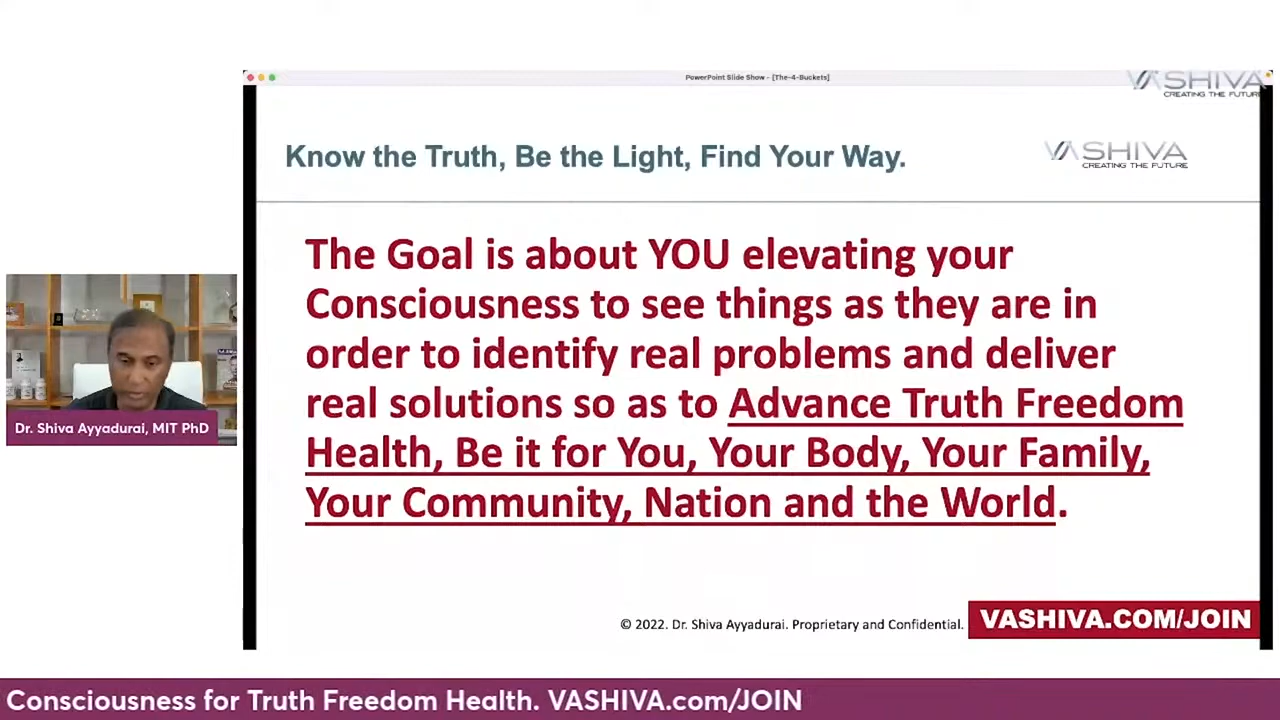 PowerPoint Slide Show - [The-4-Buckets]
VASHIVA
CREATING THE FUTURE
Know the Truth, Be the Light, Find Your Way.
VASHIVA
CREATING THE FUTURE
The Goal is about YOU elevating your
Consciousness to see things as they are in
order to identify real problems and deliver
real solutions so as to Advance Truth Freedom
Health, Be it for You, Your Body, Your Family,
Your Community, Nation and the World.
Dr. Shiva Ayyadurai, MIT PhD
© 2022. Dr. Shiva Ayyadurai. Proprietary and Confidential.
VASHIVA.COM/JOIN
Consciousness for Truth Freedom Health. VASHIVA.com/JOIN